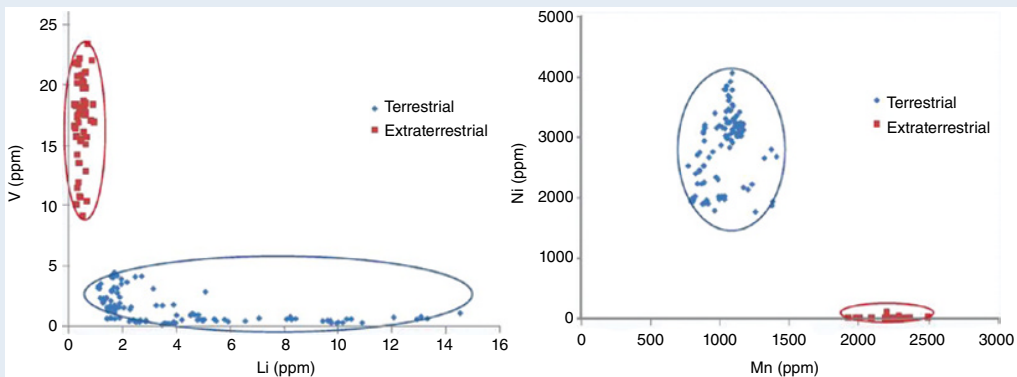 25
20
15
10
5
0
V (ppm)
0 2 4 6 8 10 12 14 16
Li (ppm)
Terrestrial
Extraterrestrial
5000
4000
3000
2000
1000
0
Ni (ppm)
0 500 1000 1500 2000 2500 3000
Mn (ppm)
Terrestrial
Extraterrestrial